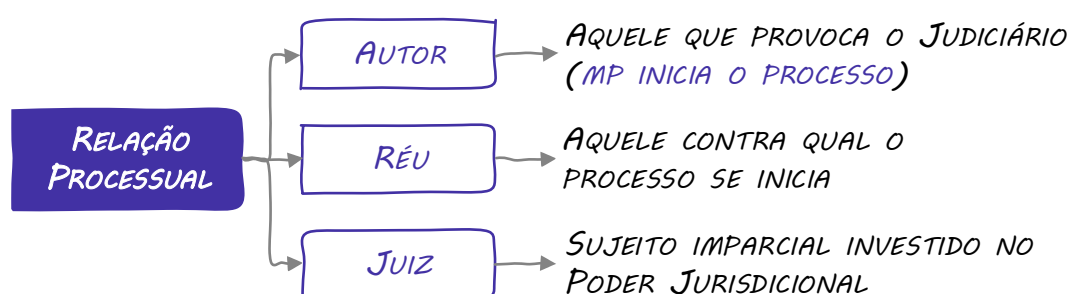 Relação
Processual
Autor
Aquele que provoca o Judiciário
(MP inicia o processo)
Réu
Aquele contra qual o
processo se inicia
Juiz
Sujeito imparcial investido no
Poder Jurisdicional